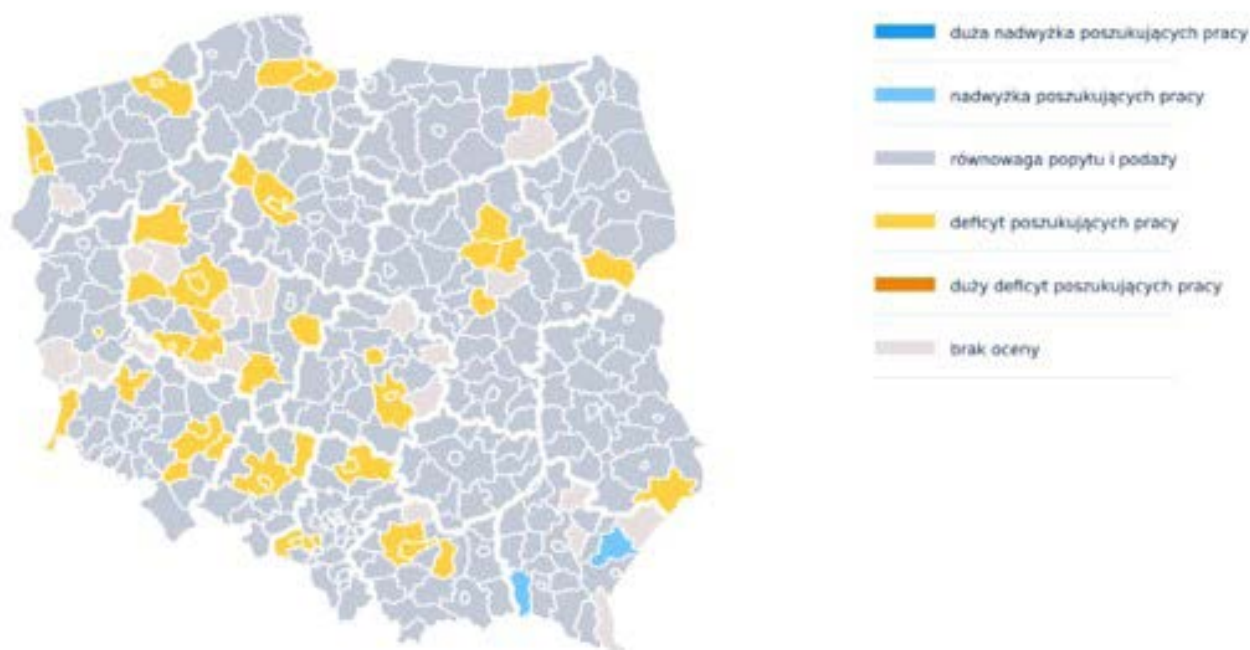 duża nadwyżka poszukujących pracy
nadwyżka poszukujących pracy
równowaga popytu i podaży
deficyt poszukujących pracy
duży deficyt poszukujących pracy
brak oceny